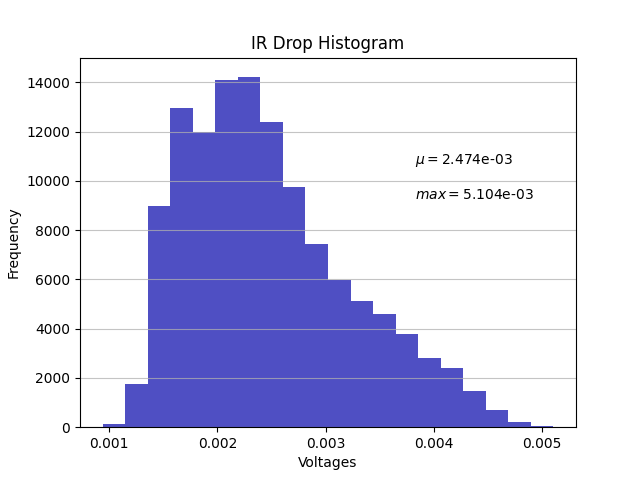 IR Drop Histogram
14000
12000
10000
8000
6000
4000
2000
0
Frequency
μ = 2.474e-03
max = 5.104e-03
0.001 0.002 0.003 0.004 0.005
Voltages